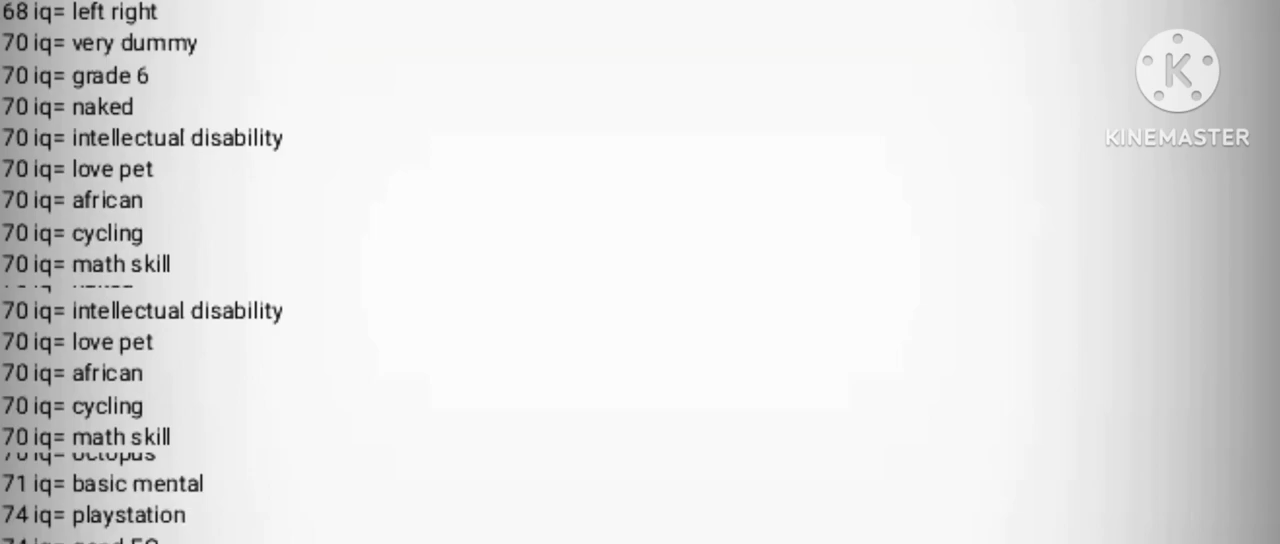 68 iq= left right
70 iq= very dummy
70 iq= grade 6
70 iq= naked
70 iq= intellectual disability
70 iq= love pet
70 iq= african
70 iq= cycling
70 iq= math skill
70 iq= intellectual disability
70 iq= love pet
70 iq= african
70 iq= cycling
70 iq= math skill
70 iq= octopus
71 iq= basic mental
74 iq= playstation
K
KINEMASTER